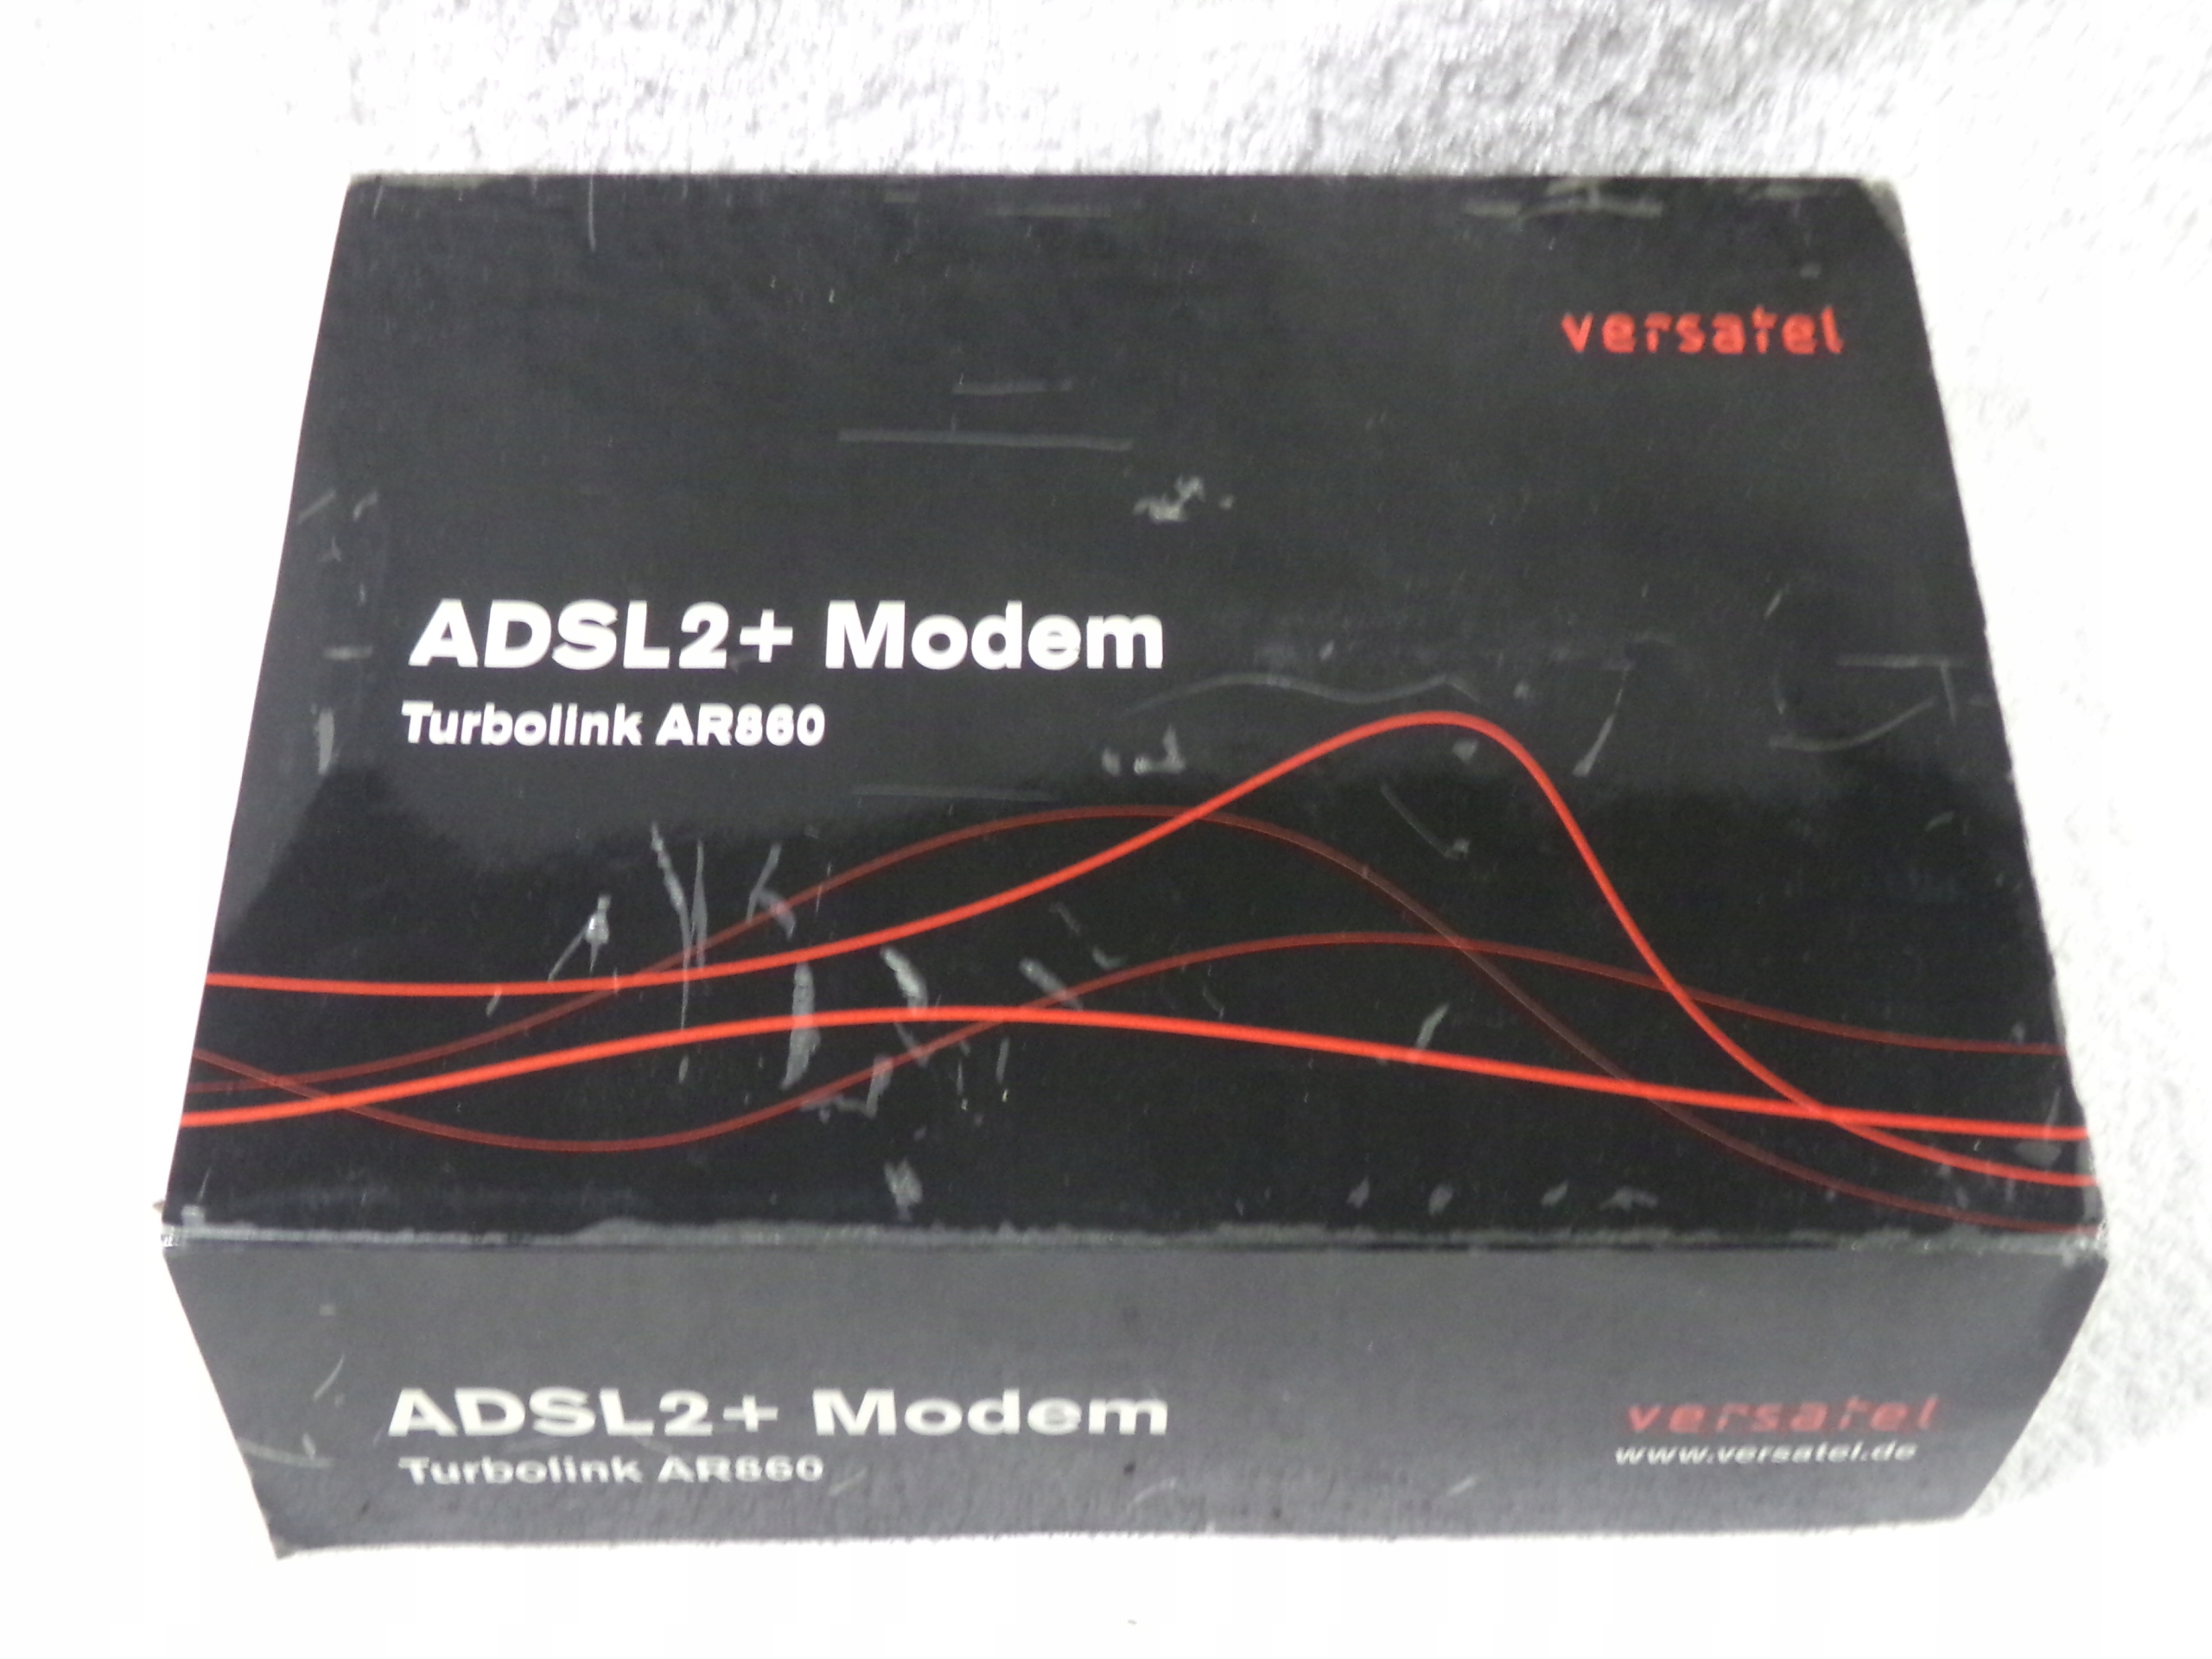 versatel
ADSL2+ Modem
Turbolink AR860
ADSL2+ Modem
Turbolink AR860
versatel
www.versatel.de